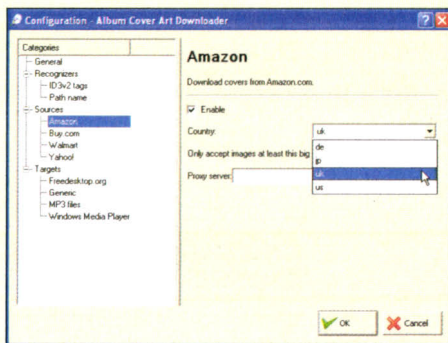 Configuration - Album Cover Art Downloader
Categories
General
Recognizers
ID3v2 tags
Path name
Sources
Amazon
Buy.com
Walmart
Yahoo!
Targets
Freedesktop.org
Generic
MP3 files
Windows Media Player
Amazon
Download covers from Amazon.com.
Enable
Country:
uk
de
jp
uk
us
Only accept images at least this big
Proxy server:
OK
Cancel